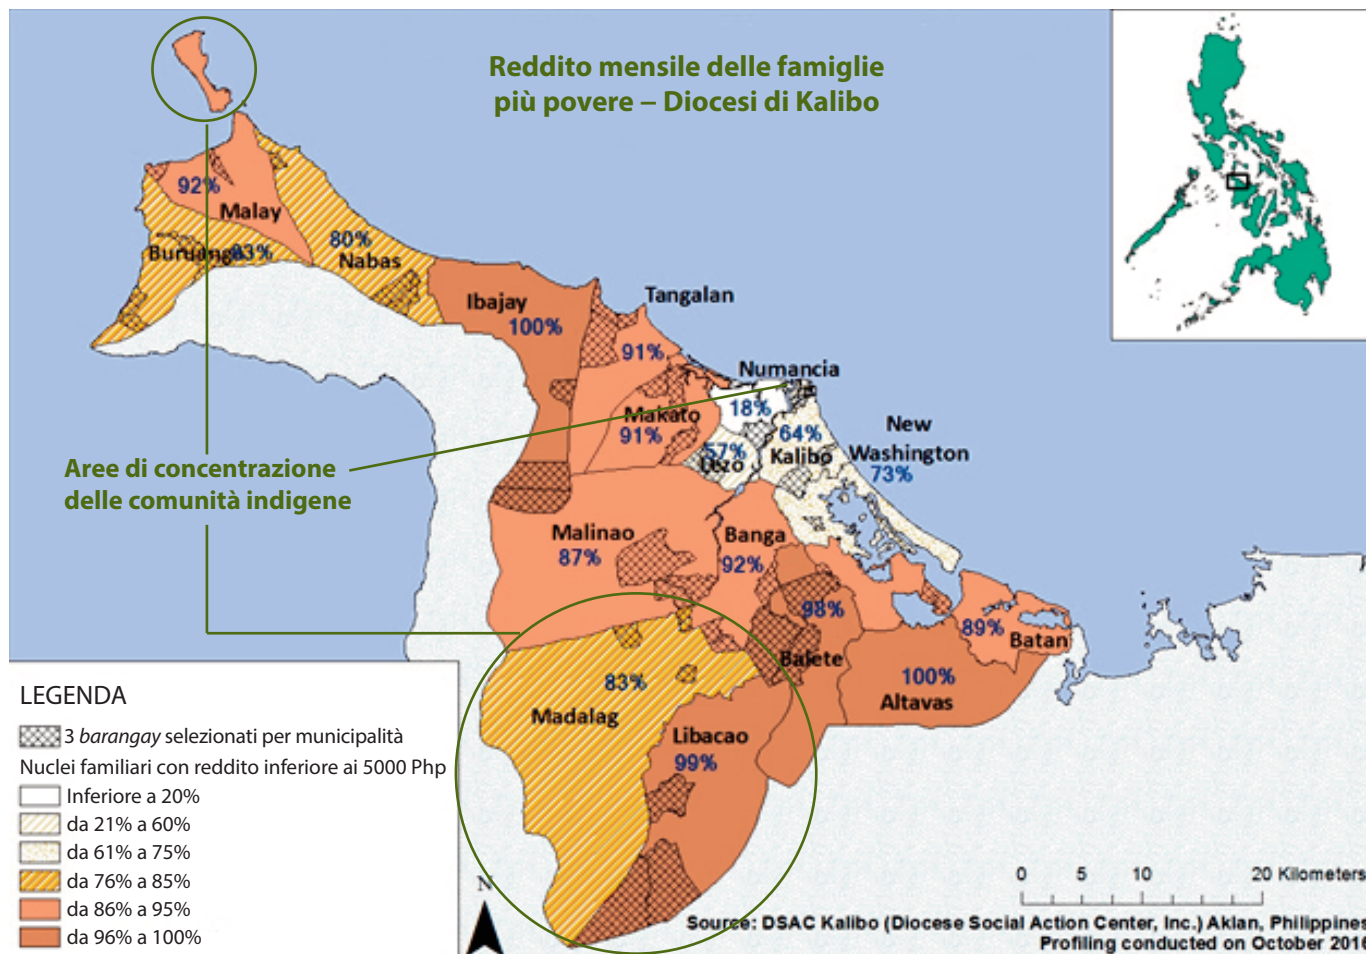 Reddito mensile delle famiglie
più povere – Diocesi di Kalibo
92%
Malay
Buruanga
83%
80%
Nabas
Ibajay
100%
Tangalan
91%
Numancia
18%
Makato
91%
57%
Lezo
64%
Kalibo
New
Washington
73%
Aree di concentrazione
delle comunità indigene
Malinao
87%
Banga
92%
98%
Balete
89%
Batan
100%
Altavas
83%
Madalag
Libacao
99%
LEGENDA
3 barangay selezionati per municipalità
Nuclei familiari con reddito inferiore ai 5000 Php
Inferiore a 20%
da 21% a 60%
da 61% a 75%
da 76% a 85%
da 86% a 95%
da 96% a 100%
N
0 5 10 20 Kilometers
Source: DSAC Kalibo (Diocese Social Action Center, Inc.) Aklan, Philippines
Profiling conducted on October 2016